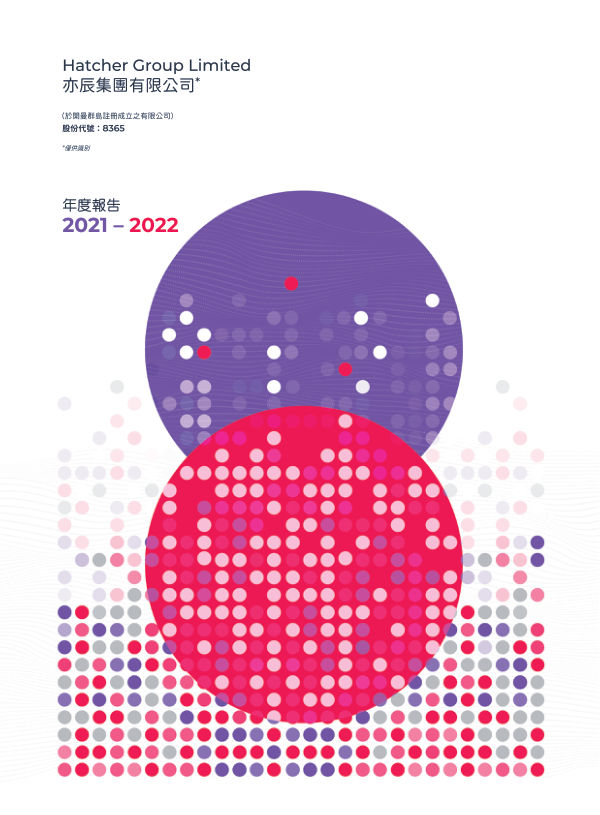 Hatcher Group Limited
亦辰集團有限公司*
（於開曼群島註冊成立之有限公司）
股份代號：8365
*僅供識別
年度報告
2021 – 2022